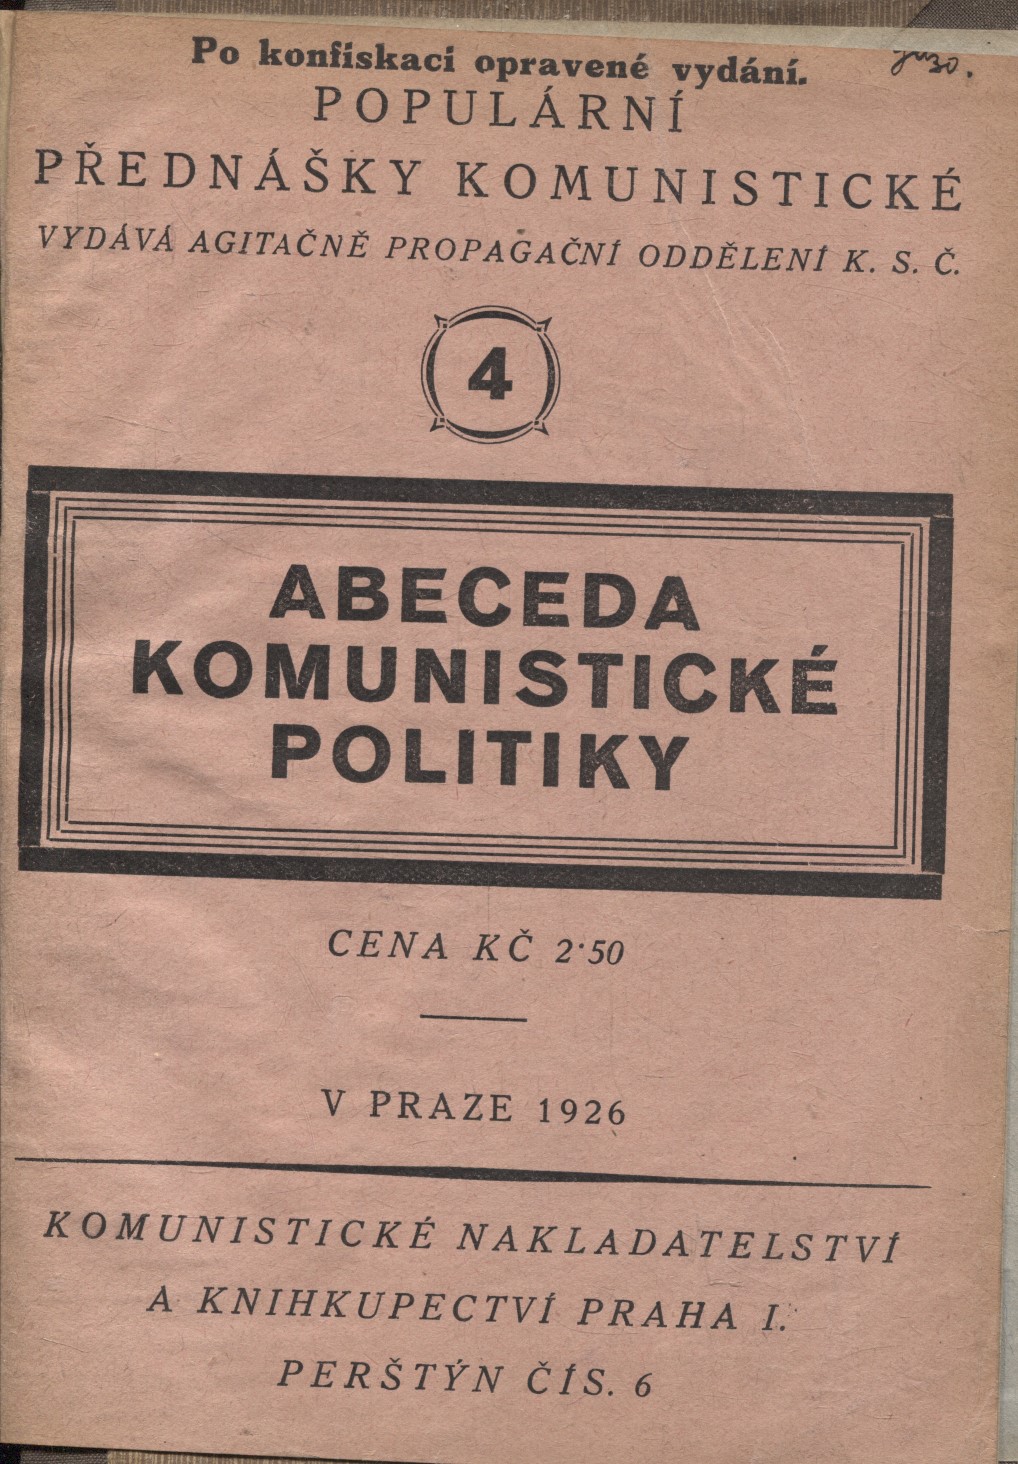 Po konfiskaci opravené vydání.
POPULÁRNÍ
PŘEDNÁŠKY KOMUNISTICKÉ
VYDÁVÁ AGITAČNĚ PROPAGAČNÍ ODDĚLENÍ K. S. Č.
4
ABECEDA
KOMUNISTICKÉ
POLITIKY
CENA KČ 2·50
V PRAZE 1926
KOMUNISTICKÉ NAKLADATELSTVÍ
A KNIHKUPECTVÍ PRAHA I.
PERŠTÝN ČÍS. 6